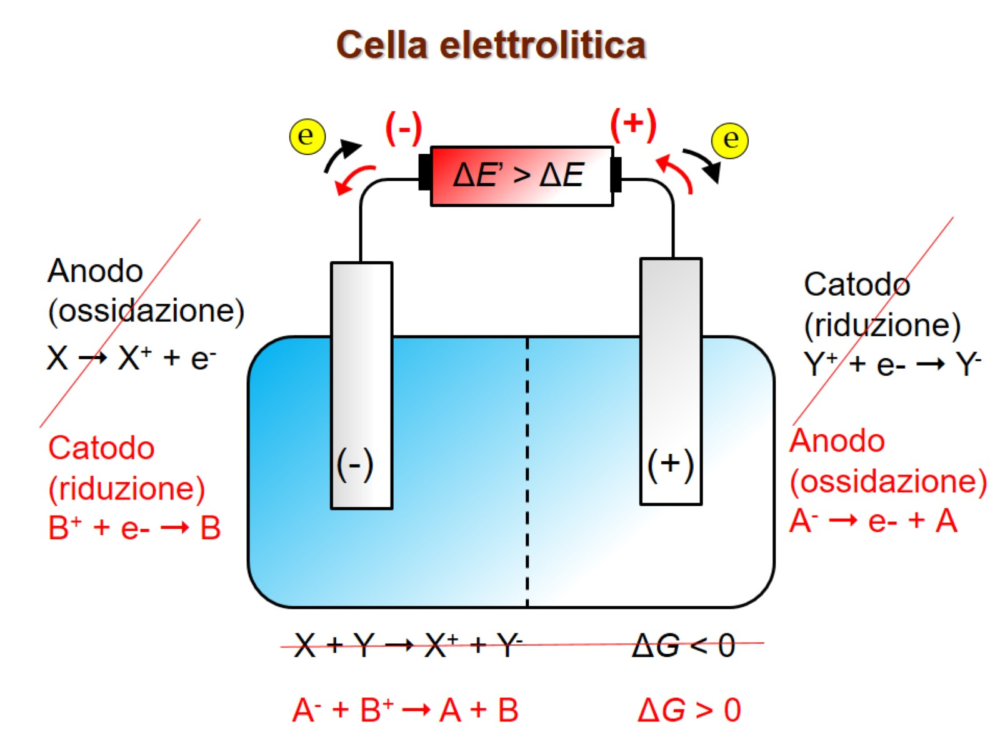 Cella elettrolitica
(-)
(+)
e
e
ΔE' > ΔE
Anodo
(ossidazione)
X → X⁺ + e⁻
Catodo
(riduzione)
Y⁺ + e- → Y⁻
Catodo
(riduzione)
B⁺ + e- → B
(-)
(+)
Anodo
(ossidazione)
A⁻ → e- + A
X + Y → X⁺ + Y⁻ ΔG < 0
A⁻ + B⁺ → A + B ΔG > 0